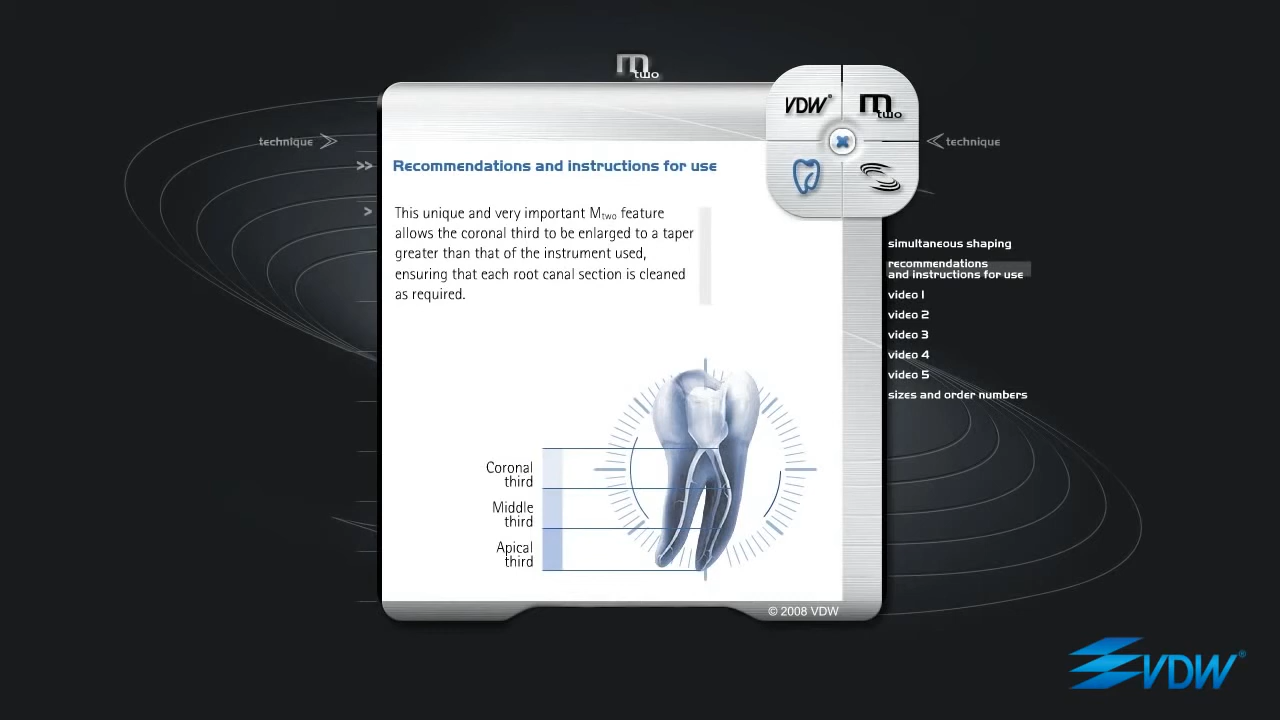 m
two
VDW®
m
two
technique
technique
Recommendations and instructions for use
This unique and very important Mtwo feature
allows the coronal third to be enlarged to a taper
greater than that of the instrument used,
ensuring that each root canal section is cleaned
as required.
simultaneous shaping
recommendations
and instructions for use
video 1
video 2
video 3
video 4
video 5
sizes and order numbers
Coronal
third
Middle
third
Apical
third
© 2008 VDW
VDW®